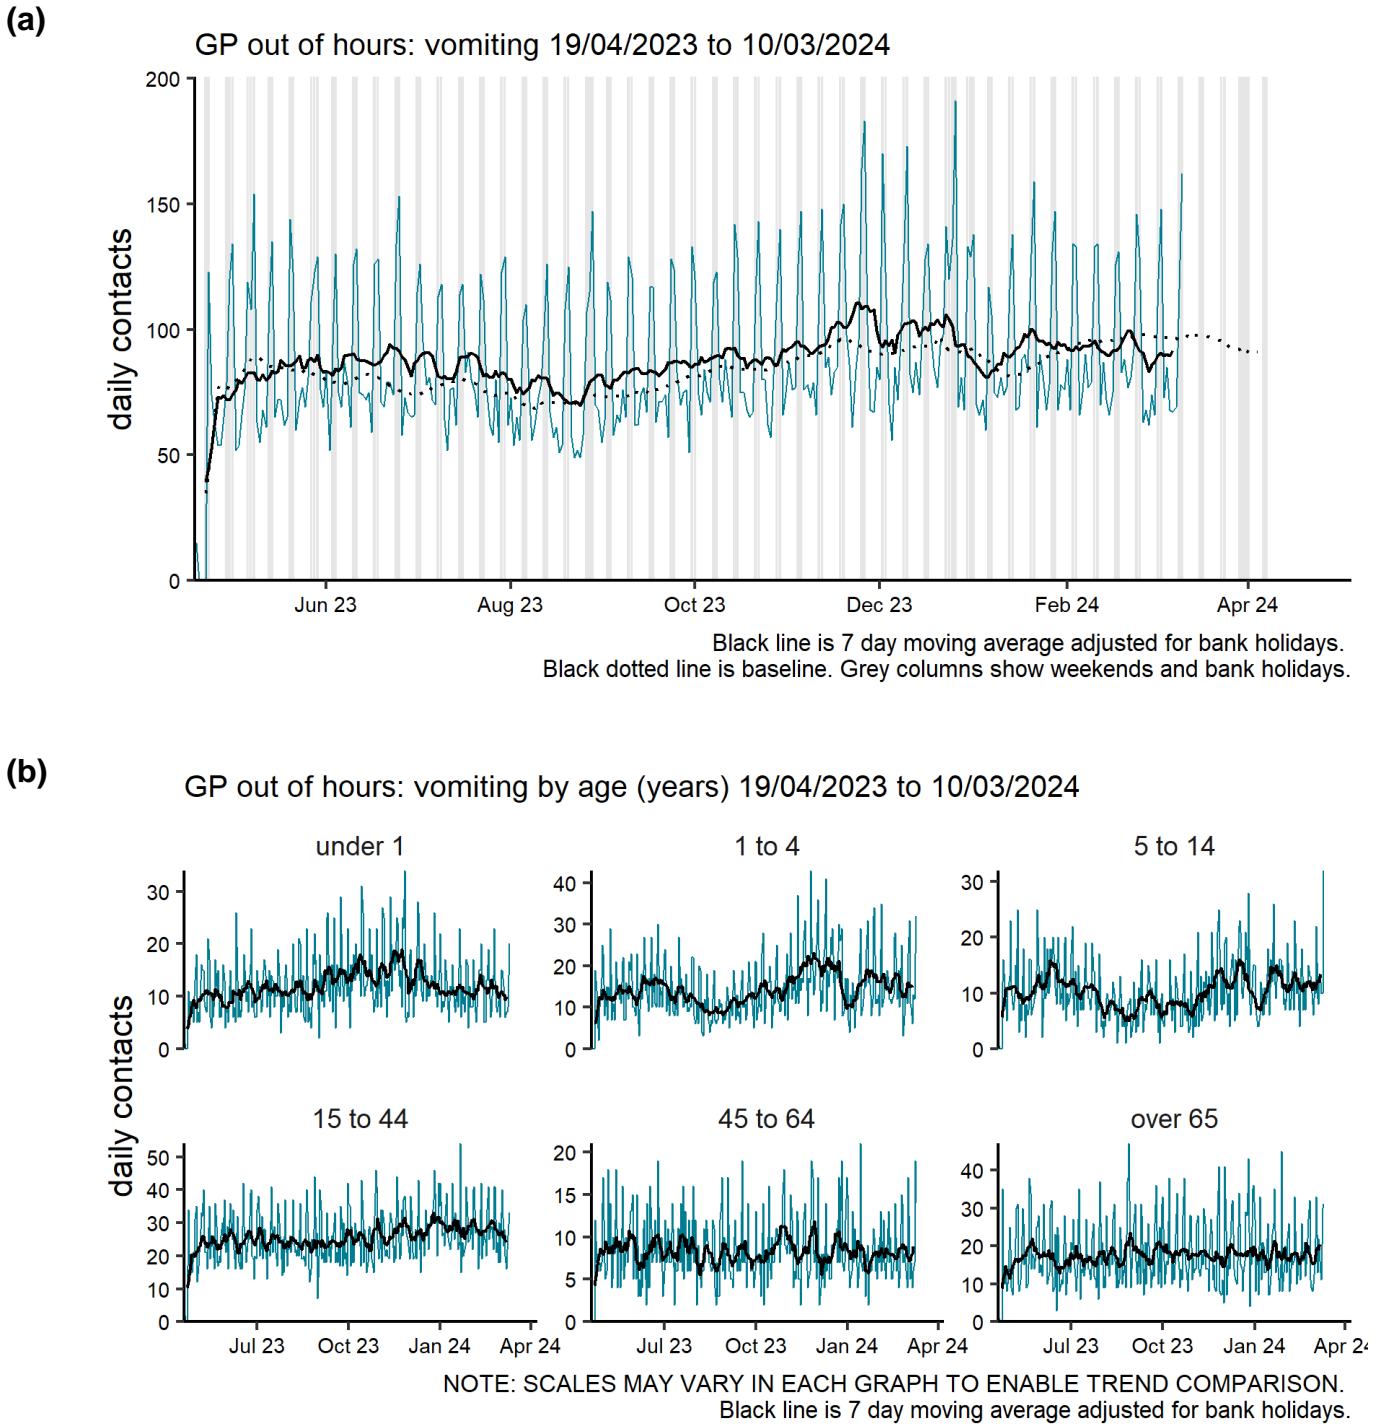 (a)
GP out of hours: vomiting 19/04/2023 to 10/03/2024
daily contacts
200
150
100
50
0
Jun 23 Aug 23 Oct 23 Dec 23 Feb 24 Apr 24
Black line is 7 day moving average adjusted for bank holidays.
Black dotted line is baseline. Grey columns show weekends and bank holidays.
(b)
GP out of hours: vomiting by age (years) 19/04/2023 to 10/03/2024
daily contacts
under 1
30
20
10
0
1 to 4
40
30
20
10
0
5 to 14
30
20
10
0
15 to 44
50
40
30
20
10
0
Jul 23 Oct 23 Jan 24 Apr 24
45 to 64
20
15
10
5
0
Jul 23 Oct 23 Jan 24 Apr 24
over 65
40
30
20
10
0
Jul 23 Oct 23 Jan 24 Apr 24
NOTE: SCALES MAY VARY IN EACH GRAPH TO ENABLE TREND COMPARISON.
Black line is 7 day moving average adjusted for bank holidays.